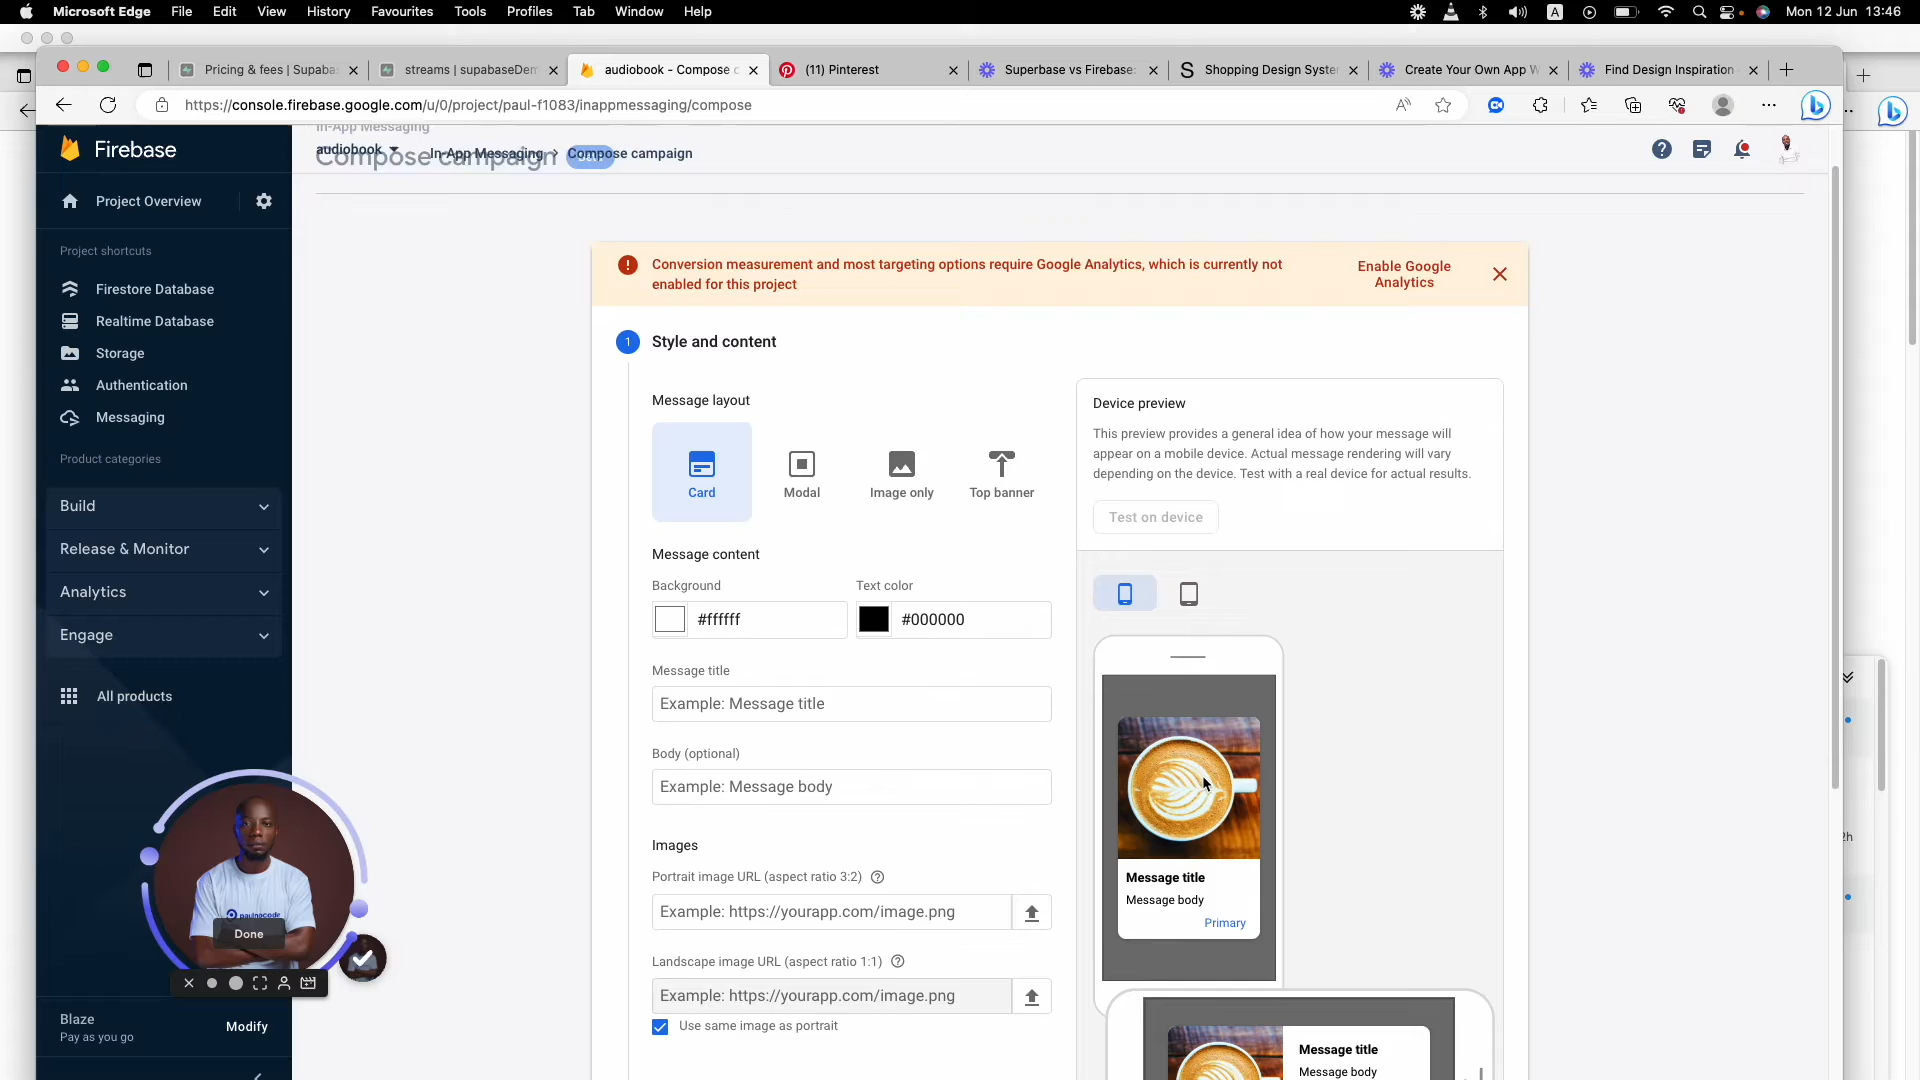 Microsoft Edge File Edit View History Favourites Tools Profiles Tab Window Help
A Mon 12 Jun 13:46
Pricing & fees | Supaba
streams | supabaseDem
audiobook - Compose c
(11) Pinterest
Superbase vs Firebase:
Shopping Design Syste
Create Your Own App W
Find Design Inspiration
https://console.firebase.google.com/u/0/project/paul-f1083/inappmessaging/compose
Firebase
In-App Messaging
Compose campaign
audiobook
In-App Messaging > Compose campaign
Project Overview
Project shortcuts
Firestore Database
Realtime Database
Storage
Authentication
Messaging
Product categories
Build
Release & Monitor
Analytics
Engage
All products
paulnocode
Done
Blaze
Pay as you go
Modify
Conversion measurement and most targeting options require Google Analytics, which is currently not
enabled for this project
Enable Google
Analytics
1 Style and content
Message layout
Card
Modal
Image only
Top banner
Message content
Background
Text color
#ffffff
#000000
Message title
Example: Message title
Body (optional)
Example: Message body
Images
Portrait image URL (aspect ratio 3:2)
Example: https://yourapp.com/image.png
Landscape image URL (aspect ratio 1:1)
Example: https://yourapp.com/image.png
Use same image as portrait
Device preview
This preview provides a general idea of how your message will
appear on a mobile device. Actual message rendering will vary
depending on the device. Test with a real device for actual results.
Test on device
Message title
Message body
Primary
Message title
Message body
2h